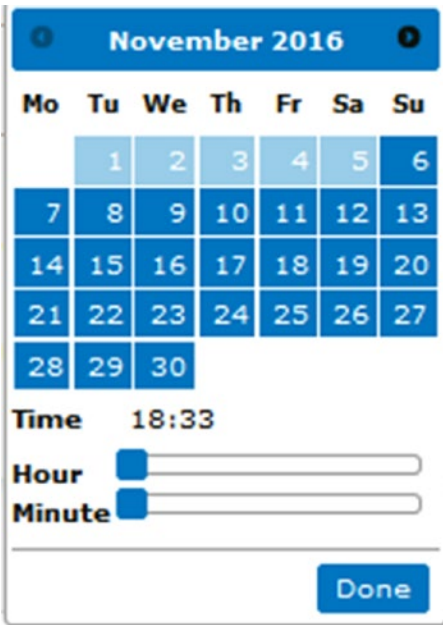 November 2016
Mo Tu We Th Fr Sa Su
1 2 3 4 5 6
7 8 9 10 11 12 13
14 15 16 17 18 19 20
21 22 23 24 25 26 27
28 29 30
Time 18:33
Hour
Minute
Done